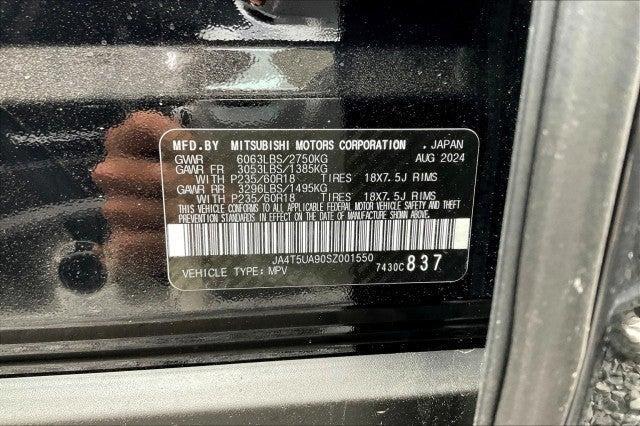 MFD.BY MITSUBISHI MOTORS CORPORATION . JAPAN
GVWR 6063LBS/2750KG AUG 2024
GAWR FR 3053LBS/1385KG
WITH P235/60R18 TIRES 18X7.5J RIMS
GAWR RR 3296LBS/1495KG
WITH P235/60R18 TIRES 18X7.5J RIMS
THIS VEHICLE CONFORMS TO ALL APPLICABLE FEDERAL MOTOR VEHICLE SAFETY AND THEFT PREVENTION
STANDARDS IN EFFECT ON THE DATE OF MANUFACTURE SHOWN ABOVE.
JA4T5UA90SZ001550
VEHICLE TYPE: MPV 7430C 837